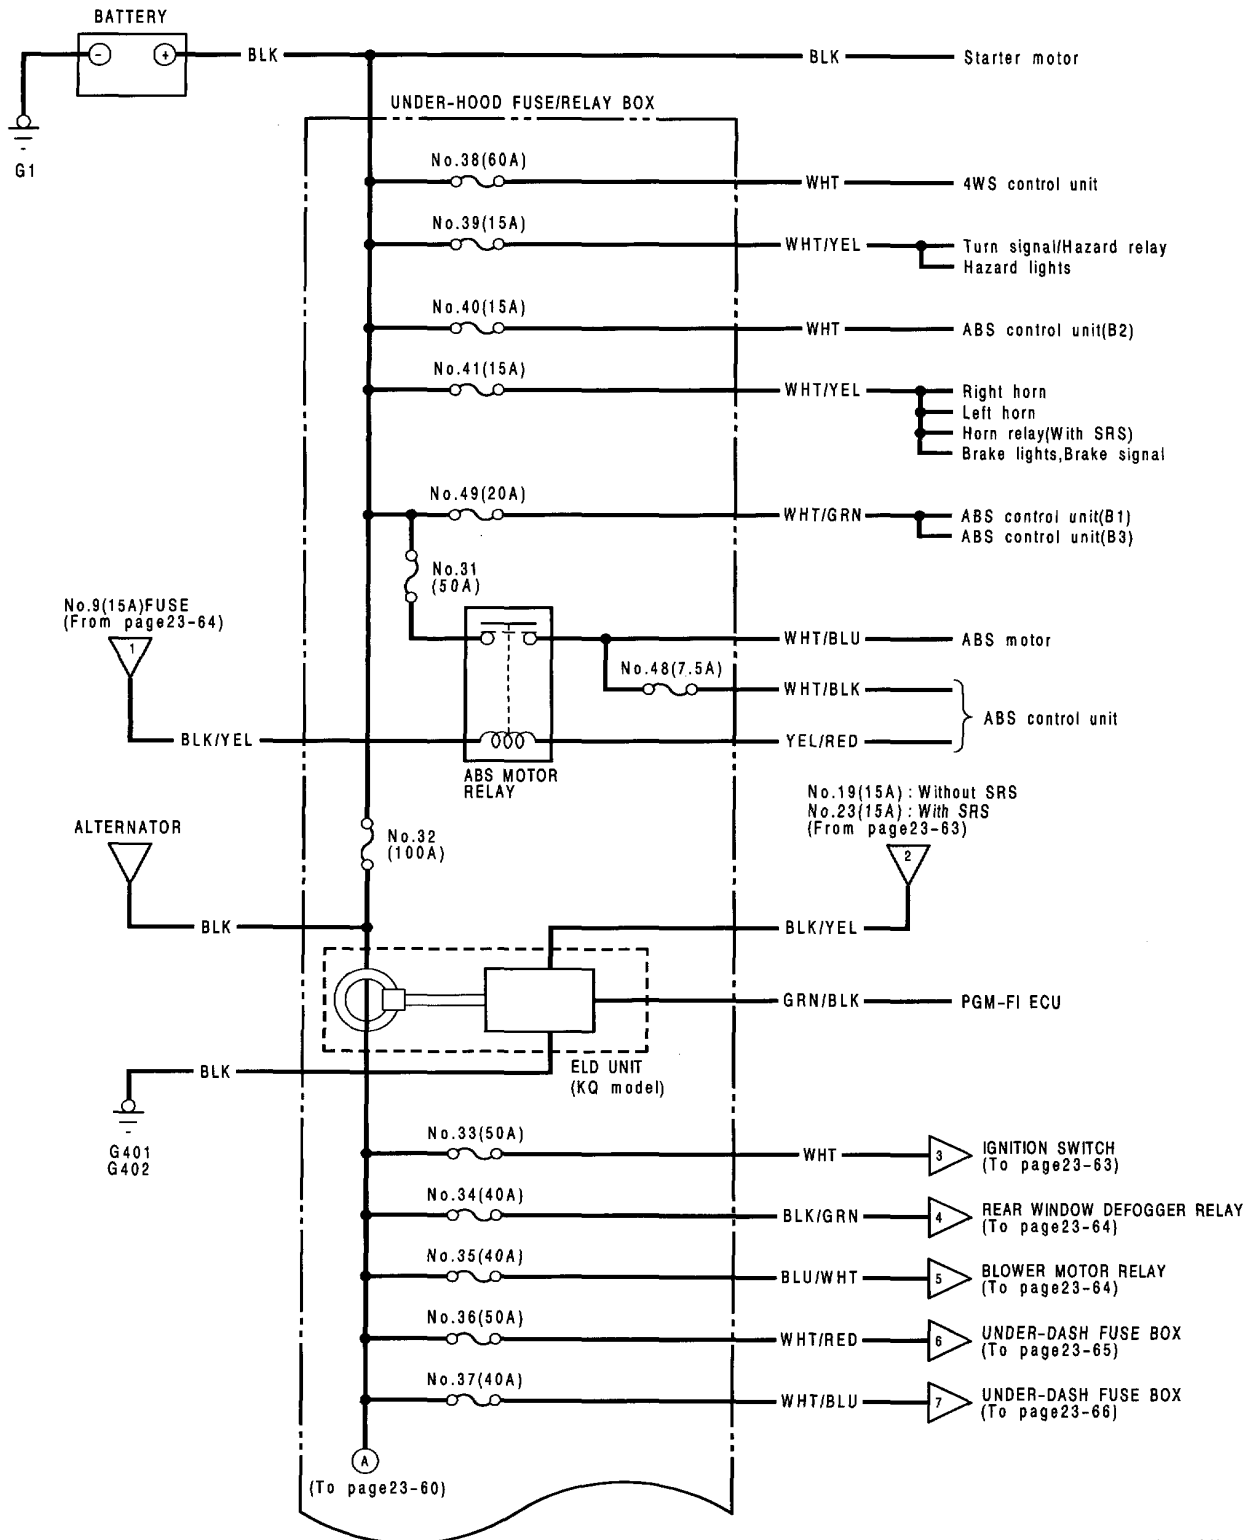 BATTERY
- +
BLK
BLK
Starter motor
G1
UNDER-HOOD FUSE/RELAY BOX
No.38(60A)
WHT
4WS control unit
No.39(15A)
WHT/YEL
Turn signal/Hazard relay
Hazard lights
No.40(15A)
WHT
ABS control unit(B2)
No.41(15A)
WHT/YEL
Right horn
Left horn
Horn relay(With SRS)
Brake lights,Brake signal
No.49(20A)
WHT/GRN
ABS control unit(B1)
ABS control unit(B3)
No.31
(50A)
No.9(15A)FUSE
(From page23-64)
1
WHT/BLU
ABS motor
No.48(7.5A)
WHT/BLK
ABS control unit
BLK/YEL
YEL/RED
ABS MOTOR
RELAY
No.19(15A) : Without SRS
No.23(15A) : With SRS
(From page23-63)
2
ALTERNATOR
No.32
(100A)
BLK
BLK/YEL
GRN/BLK
PGM-FI ECU
ELD UNIT
(KQ model)
BLK
G401
G402
No.33(50A)
WHT
3
IGNITION SWITCH
(To page23-63)
No.34(40A)
BLK/GRN
4
REAR WINDOW DEFOGGER RELAY
(To page23-64)
No.35(40A)
BLU/WHT
5
BLOWER MOTOR RELAY
(To page23-64)
No.36(50A)
WHT/RED
6
UNDER-DASH FUSE BOX
(To page23-65)
No.37(40A)
WHT/BLU
7
UNDER-DASH FUSE BOX
(To page23-66)
A
(To page23-60)